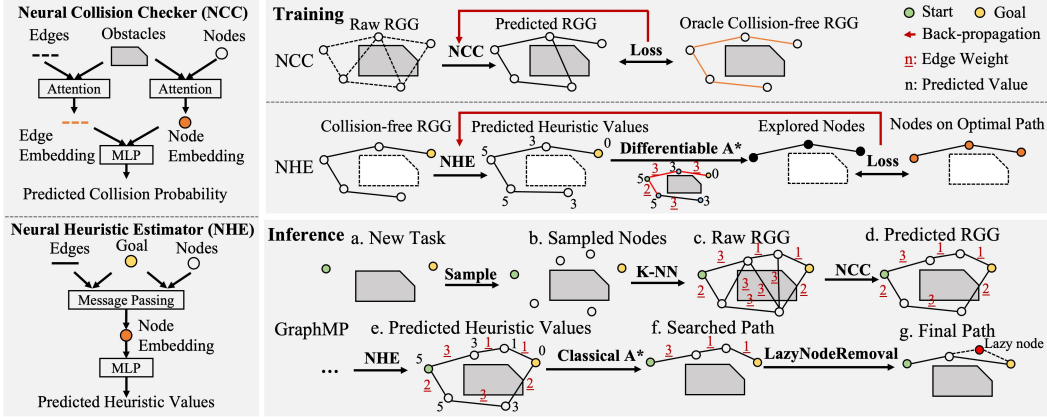 Neural Collision Checker (NCC)
Edges
Obstacles
Nodes
Attention
Attention
Edge
Embedding
Node
Embedding
MLP
Predicted Collision Probability
Neural Heuristic Estimator (NHE)
Edges
Goal
Nodes
Message Passing
Node
Embedding
MLP
Predicted Heuristic Values
Training
Raw RGG
Predicted RGG
Oracle Collision-free RGG
NCC
NCC
Loss
Start
Goal
Back-propagation
n: Edge Weight
n: Predicted Value
Collision-free RGG
Predicted Heuristic Values
Explored Nodes
Nodes on Optimal Path
NHE
NHE
5 3 0 5 3
Differentiable A*
5 3 3 3 0 2 5 3 3
Loss
Inference
a. New Task
b. Sampled Nodes
c. Raw RGG
d. Predicted RGG
Sample
K-NN
3 1 1 2 3 3 3 3 2
NCC
3 1 1 2 3 2
GraphMP
e. Predicted Heuristic Values
f. Searched Path
g. Final Path
...
NHE
5 3 3 1 1 1 0 2 3 2 5 3
Classical A*
3 1 1
LazyNodeRemoval
Lazy node